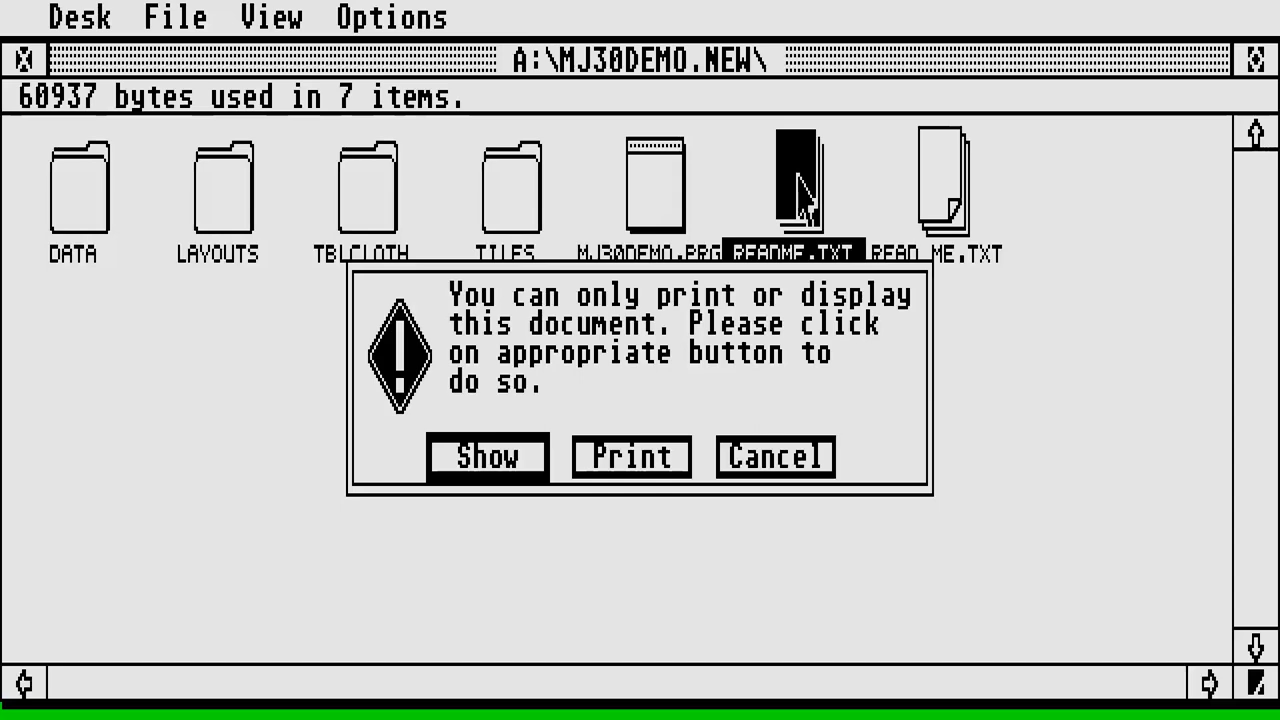 Desk File View Options
A:\MJ30DEMO.NEW\
60937 bytes used in 7 items.
DATA LAYOUTS TBLCLOTH TILES MJ30DEMO.PRG README.TXT READ_ME.TXT
You can only print or display
this document. Please click
on appropriate button to
do so.
Show Print Cancel